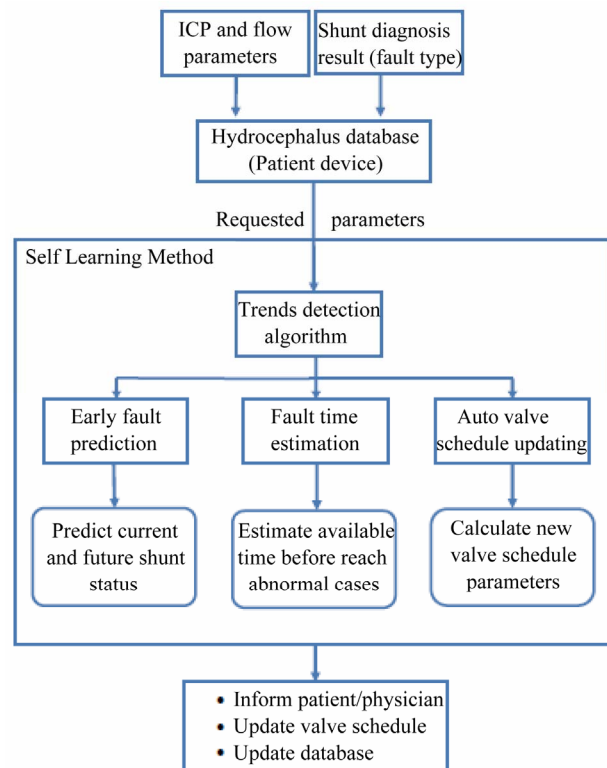 ICP and flow
parameters
Shunt diagnosis
result (fault type)
Hydrocephalus database
(Patient device)
Requested parameters
Self Learning Method
Trends detection
algorithm
Early fault
prediction
Fault time
estimation
Auto valve
schedule updating
Predict current
and future shunt
status
Estimate available
time before reach
abnormal cases
Calculate new
valve schedule
parameters
• Inform patient/physician
• Update valve schedule
• Update database